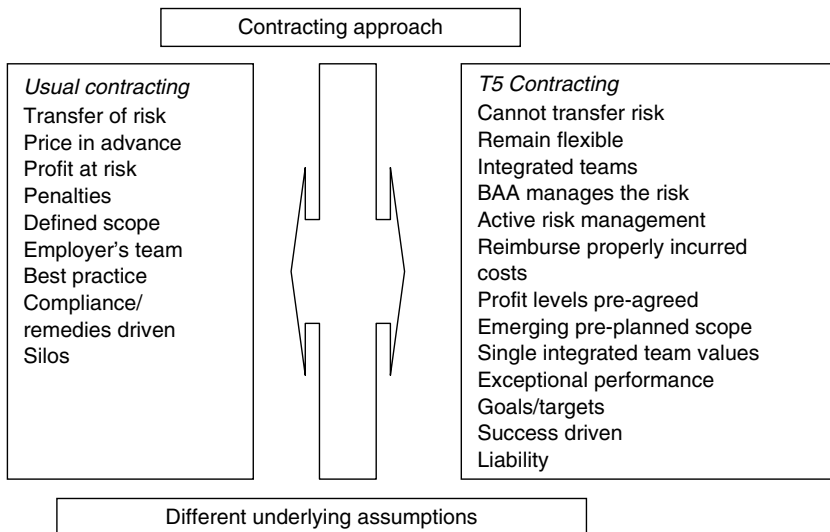 Contracting approach
Usual contracting
Transfer of risk
Price in advance
Profit at risk
Penalties
Defined scope
Employer's team
Best practice
Compliance/
remedies driven
Silos
T5 Contracting
Cannot transfer risk
Remain flexible
Integrated teams
BAA manages the risk
Active risk management
Reimburse properly incurred
costs
Profit levels pre-agreed
Emerging pre-planned scope
Single integrated team values
Exceptional performance
Goals/targets
Success driven
Liability
Different underlying assumptions